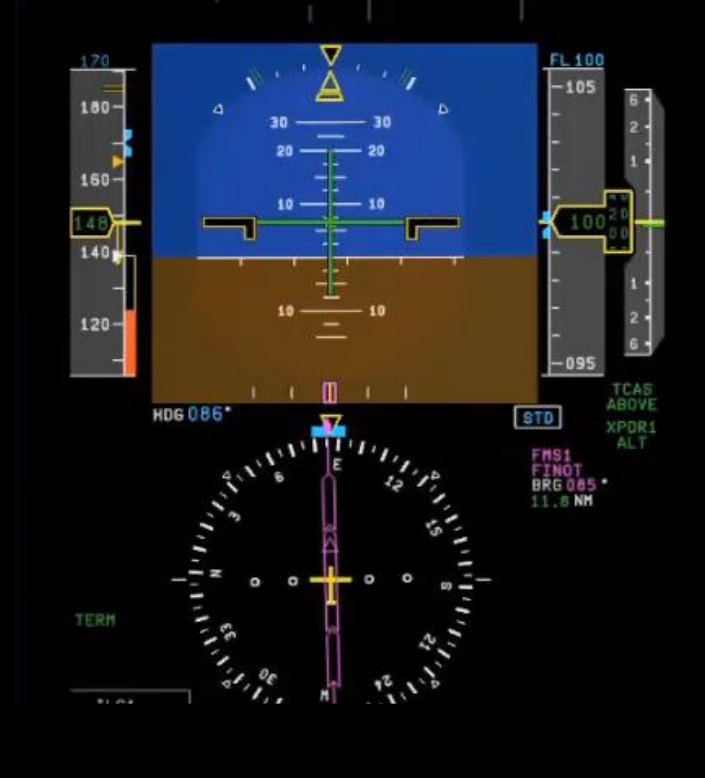 170
FL 100
180
160
148
140
120
30 30
20 20
10 10
10 10
105
100
20
00
095
6
2
1
1
2
6
HDG 086°
STD
TCAS
ABOVE
XPDR1
ALT
FMS1
FINOT
BRG 085°
11.8 NM
E
6
12
3
15
N
S
33
21
30
24
TERM